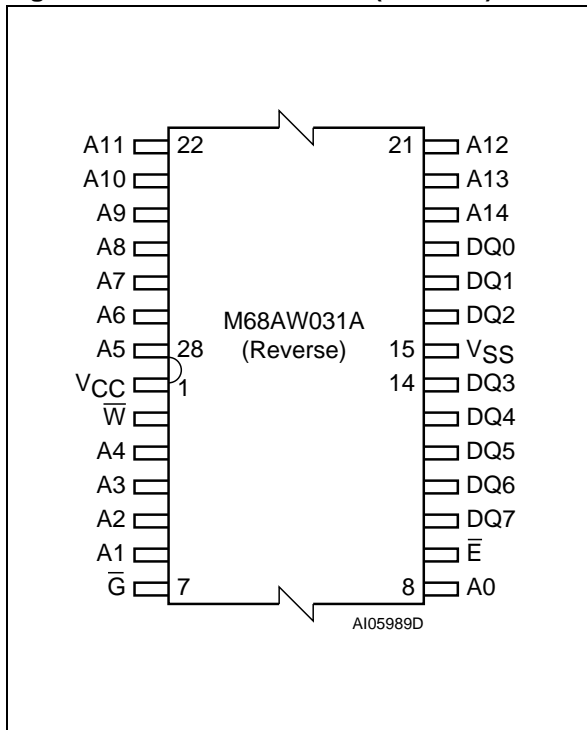 A11 22 21 A12
A10 A13
A9 A14
A8 DQ0
A7 DQ1
A6 DQ2
M68AW031A
(Reverse)
A5 28 15 VSS
VCC 1 14 DQ3
W̅ DQ4
A4 DQ5
A3 DQ6
A2 DQ7
A1 E̅
G̅ 7 8 A0
AI05989D